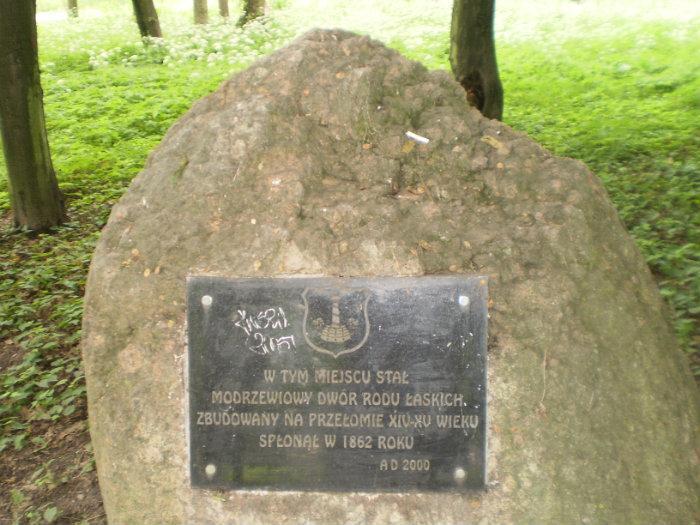 W TYM MIEJSCU STAŁ
MODRZEWIOWY DWÓR RODU ŁASKICH
ZBUDOWANY NA PRZEŁOMIE XIV-XV WIEKU
SPŁONĄŁ W 1862 ROKU
A D 2000